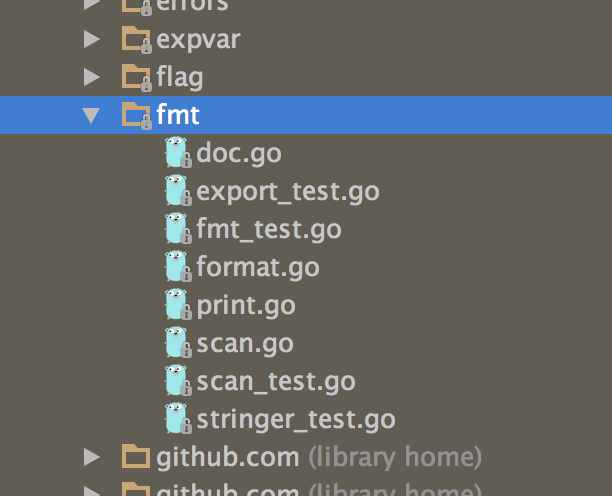 errors
expvar
flag
fmt
doc.go
export_test.go
fmt_test.go
format.go
print.go
scan.go
scan_test.go
stringer_test.go
github.com (library home)
github.com (library home)